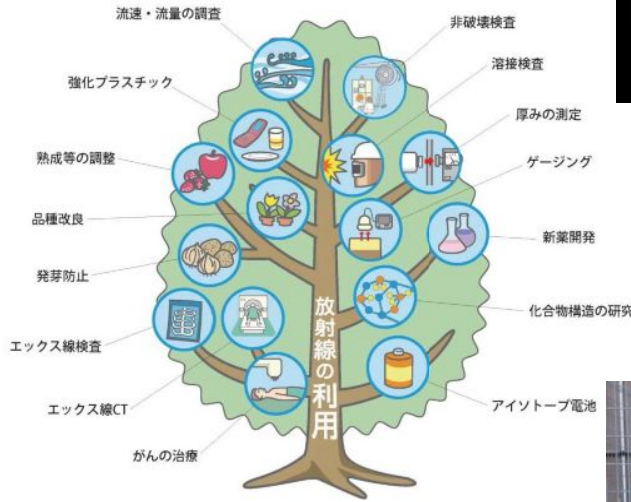 流速・流量の調査
非破壊検査
強化プラスチック
溶接検査
厚みの測定
熟成等の調整
ゲージング
品種改良
新薬開発
発芽防止
化合物構造の研究
エックス線検査
エックス線CT
アイソトープ電池
がんの治療
放射線の利用